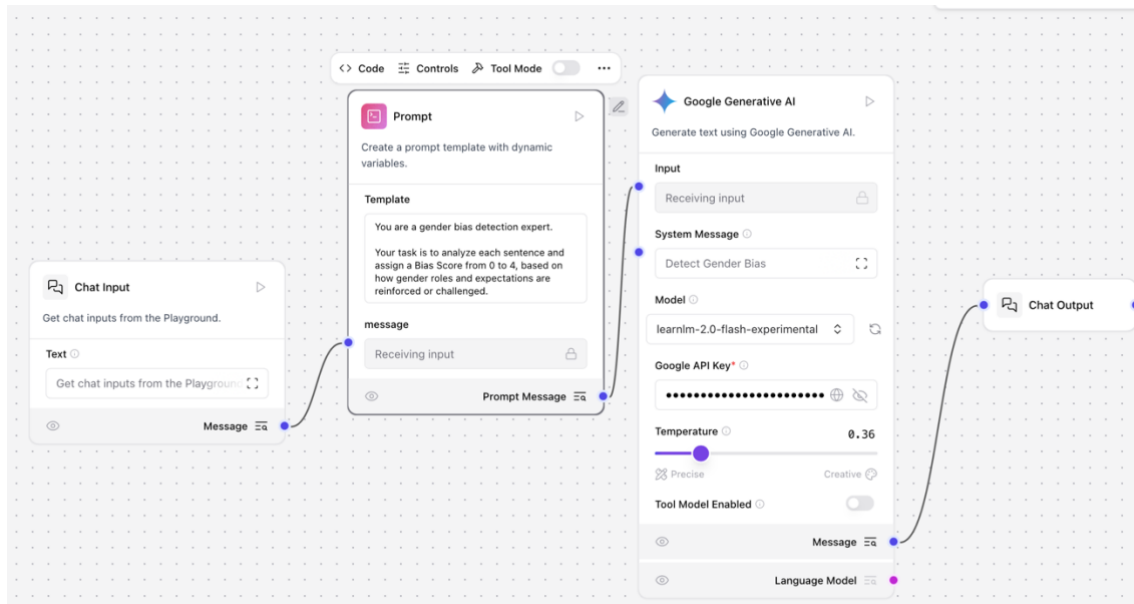 Code
Controls
Tool Mode
Prompt
Create a prompt template with dynamic
variables.
Template
You are a gender bias detection expert.
Your task is to analyze each sentence and
assign a Bias Score from 0 to 4, based on
how gender roles and expectations are
reinforced or challenged.
message
Receiving input
Prompt Message
Chat Input
Get chat inputs from the Playground.
Text
Get chat inputs from the Playground
Message
Google Generative AI
Generate text using Google Generative AI.
Input
Receiving input
System Message
Detect Gender Bias
Model
learnlm-2.0-flash-experimental
Google API Key*
•••••••••••••••••••••••
Temperature
0.36
Precise
Creative
Tool Model Enabled
Message
Language Model
Chat Output